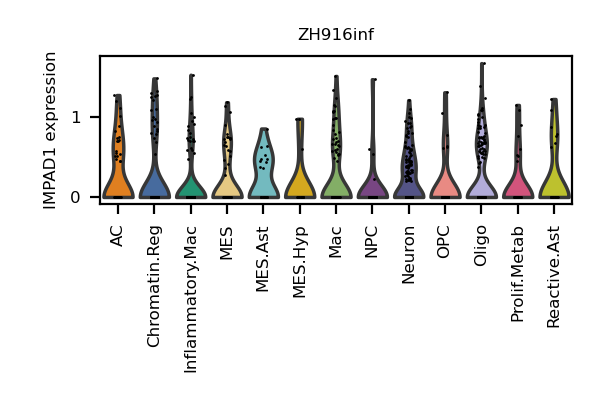 ZH916inf
IMPAD1 expression
1
0
AC
Chromatin.Reg
Inflammatory.Mac
MES
MES.Ast
MES.Hyp
Mac
NPC
Neuron
OPC
Oligo
Prolif.Metab
Reactive.Ast